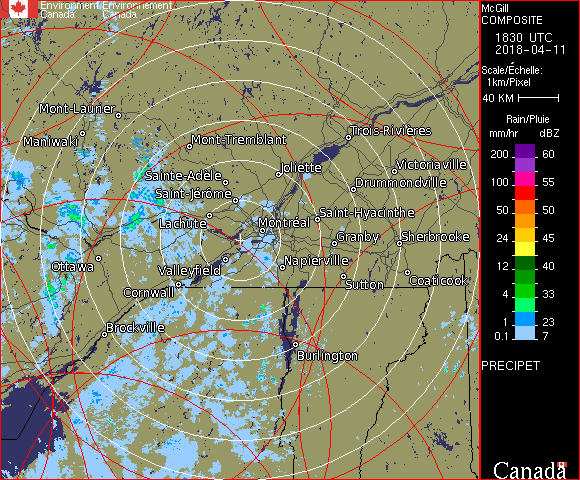 Environment Environnement
Canada Canada
Mont-Laurier
Maniwaki
Mont-Tremblant
Trois-Rivières
Joliette
Victoriaville
Sainte-Adèle
Drummondville
Saint-Jérôme
Saint-Hyacinthe
Lachute
Montréal
Granby
Sherbrooke
Ottawa
Valleyfield
Napierville
Cornwall
Sutton
Coaticook
Brockville
Burlington
McGill
COMPOSITE
1830 UTC
2018-04-11
Scale/Échelle:
1km/Pixel
40 KM
Rain/Pluie
mm/hr dBZ
200 60
100 55
50 50
24 45
12 40
4 33
1 23
0.1 7
PRECIPET
Canada